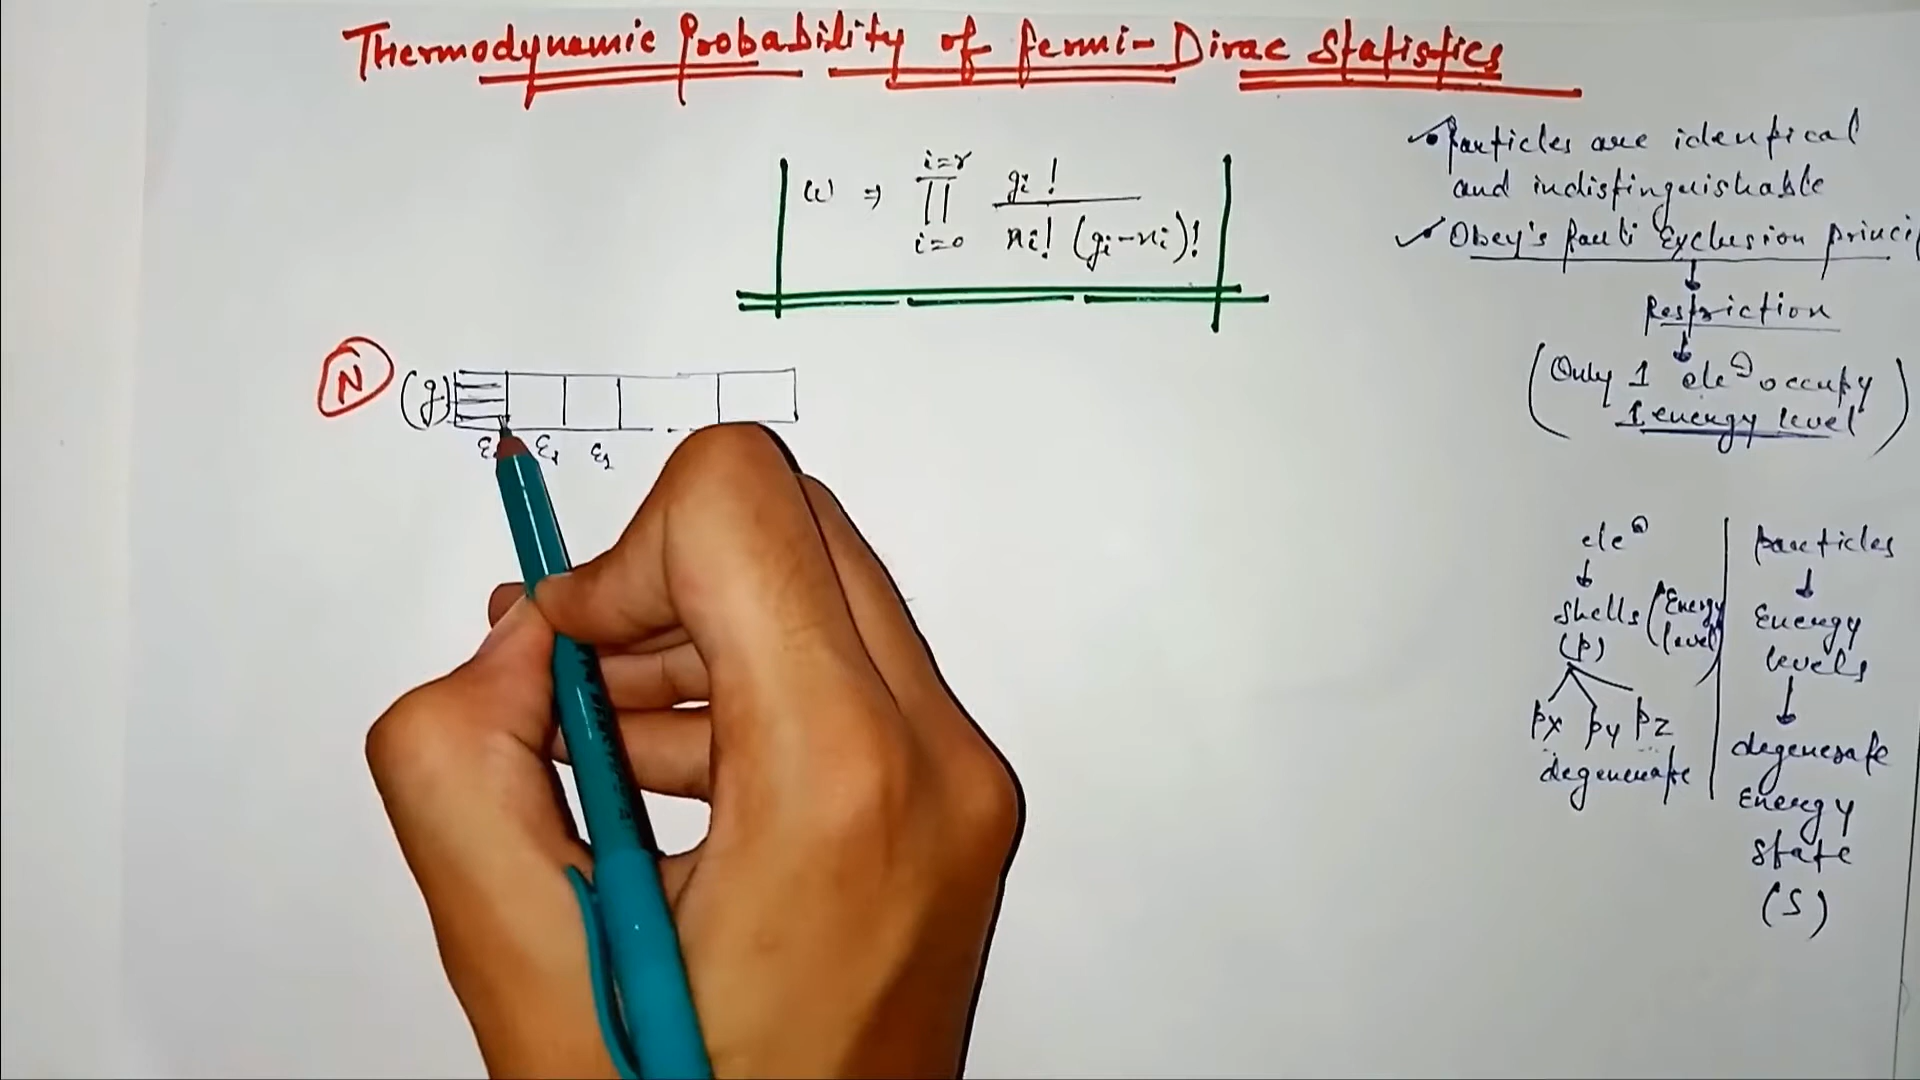 Thermodynamic Probability of fermi-Dirac Statistics
i=r
ω ⇒ ∏ gi! / ni! (gi-ni)!
i=0
• Particles are identical
and indistinguishable
• Obey's Pauli Exclusion princi
Restriction
(Only 1 eleⁿ occupy
1 energy level)
N (g)
ε ε₁ ε₂
eleⁿ
↓
shells (Energy level)
(p)
px py pz
degenerate
particles
↓
Energy
levels
↓
degenerate
Energy
state
(S)